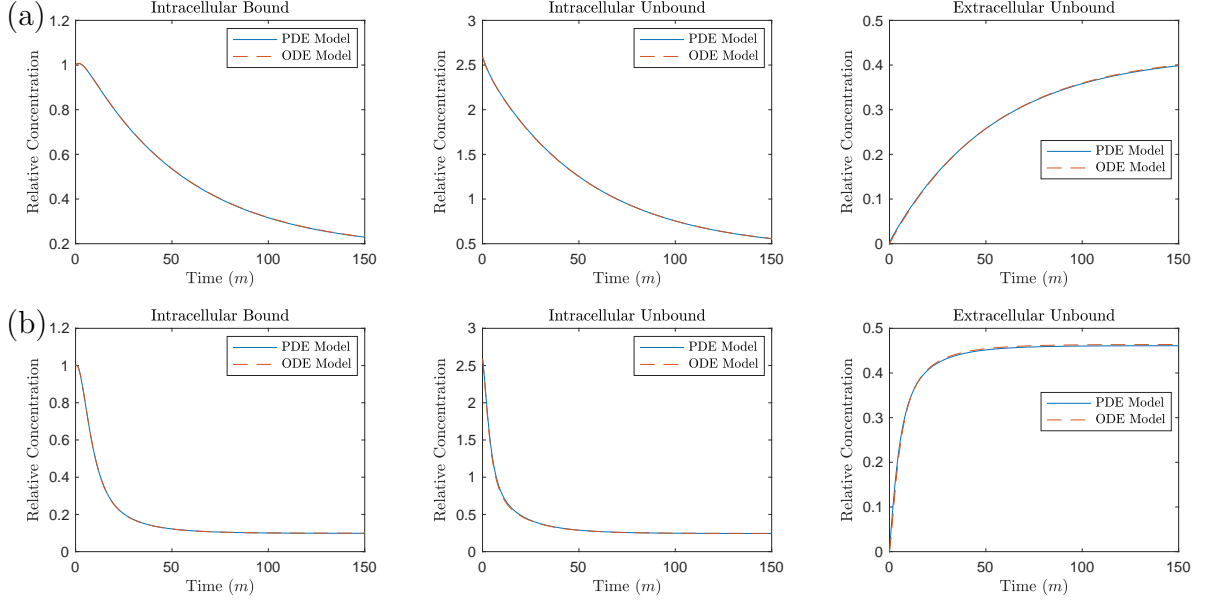 (a)
Intracellular Bound
Relative Concentration
1.2
1
0.8
0.6
0.4
0.2
0
50
100
150
Time (m)
PDE Model
ODE Model
Intracellular Unbound
Relative Concentration
3
2.5
2
1.5
1
0.5
0
50
100
150
Time (m)
PDE Model
ODE Model
Extracellular Unbound
Relative Concentration
0.5
0.4
0.3
0.2
0.1
0
0
50
100
150
Time (m)
PDE Model
ODE Model
(b)
Intracellular Bound
Relative Concentration
1.2
1
0.8
0.6
0.4
0.2
0
0
50
100
150
Time (m)
PDE Model
ODE Model
Intracellular Unbound
Relative Concentration
3
2.5
2
1.5
1
0.5
0
0
50
100
150
Time (m)
PDE Model
ODE Model
Extracellular Unbound
Relative Concentration
0.5
0.4
0.3
0.2
0.1
0
0
50
100
150
Time (m)
PDE Model
ODE Model